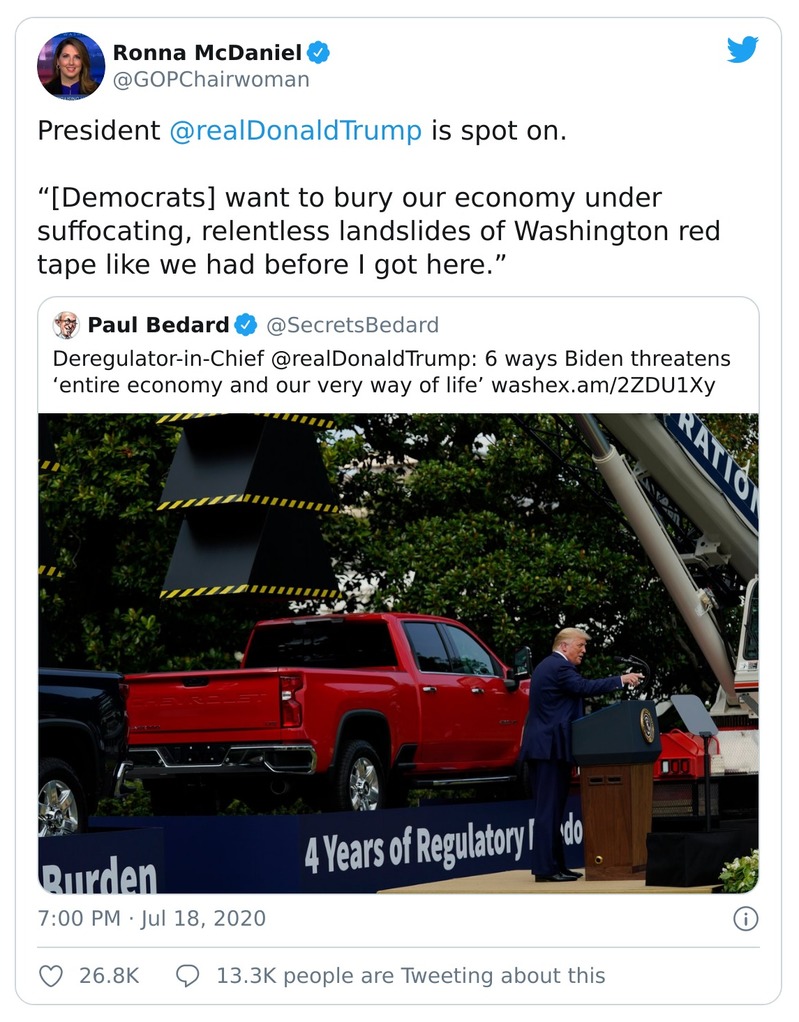 Ronna McDaniel
@GOPChairwoman
President @realDonaldTrump is spot on.
“[Democrats] want to bury our economy under
suffocating, relentless landslides of Washington red
tape like we had before I got here.”
Paul Bedard @SecretsBedard
Deregulator-in-Chief @realDonaldTrump: 6 ways Biden threatens
‘entire economy and our very way of life’ washex.am/2ZDU1Xy
RATION
CHEVROLET
Burden
4 Years of Regulatory F do
7:00 PM · Jul 18, 2020
26.8K
13.3K people are Tweeting about this